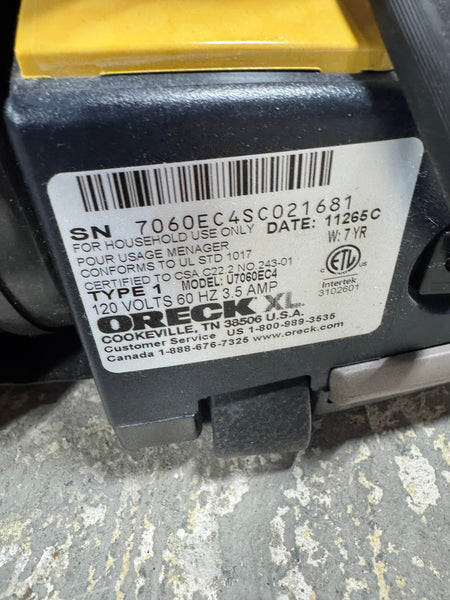 SN 7060EC4SC021681
FOR HOUSEHOLD USE ONLY DATE: 11265C
POUR USAGE MENAGER W: 7 YR
CONFORMS TO UL STD 1017
CERTIFIED TO CSA C22.2 NO.243-01
TYPE 1 MODEL: U7060EC4
120 VOLTS 60 HZ 3.5 AMP
ETL
Intertek
3102601
ORECK XL
COOKEVILLE, TN 38506 U.S.A.
Customer Service US 1-800-989-3535
Canada 1-888-676-7325 www.oreck.com